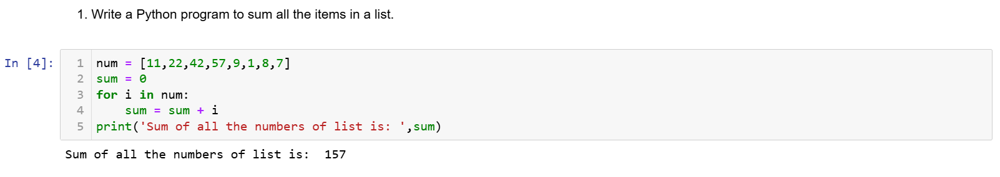 1. Write a Python program to sum all the items in a list.
In [4]:
1 num = [11,22,42,57,9,1,8,7]
2 sum = 0
3 for i in num:
4     sum = sum + i
5 print('Sum of all the numbers of list is: ',sum)
Sum of all the numbers of list is:  157